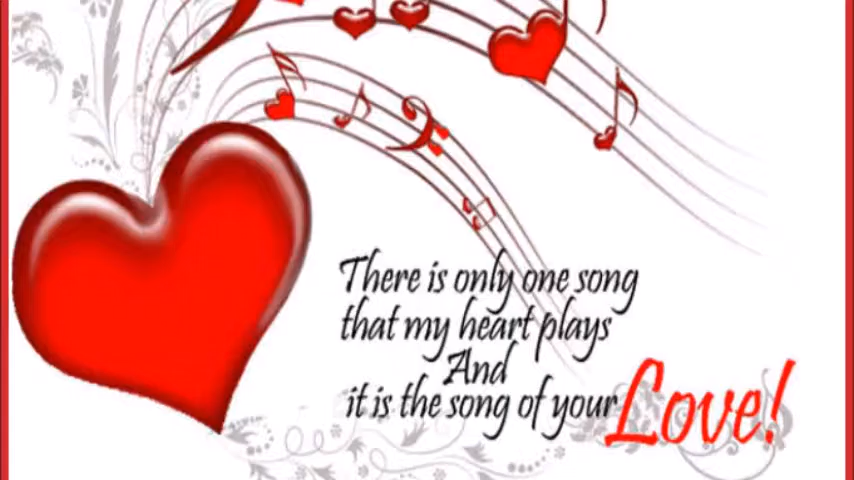 There is only one song
that my heart plays
And
it is the song of your Love!